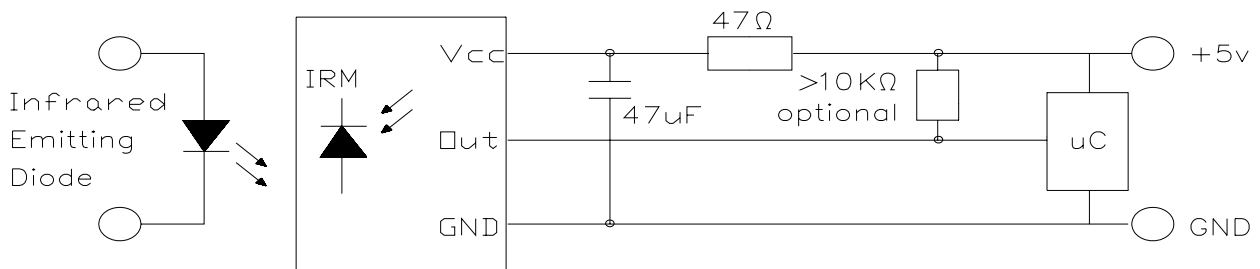 Infrared
Emitting
Diode
IRM
Vcc
Out
GND
47Ω
47uF
>10KΩ
optional
uC
+5v
GND